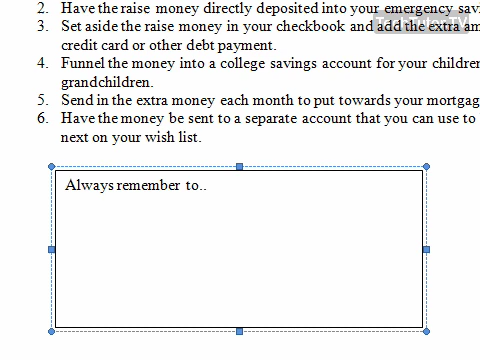 2. Have the raise money directly deposited into your emergency sav
3. Set aside the raise money in your checkbook and add the extra am
credit card or other debt payment.
4. Funnel the money into a college savings account for your children
grandchildren.
5. Send in the extra money each month to put towards your mortgag
6. Have the money be sent to a separate account that you can use to
next on your wish list.
Always remember to..
TechTutorTV